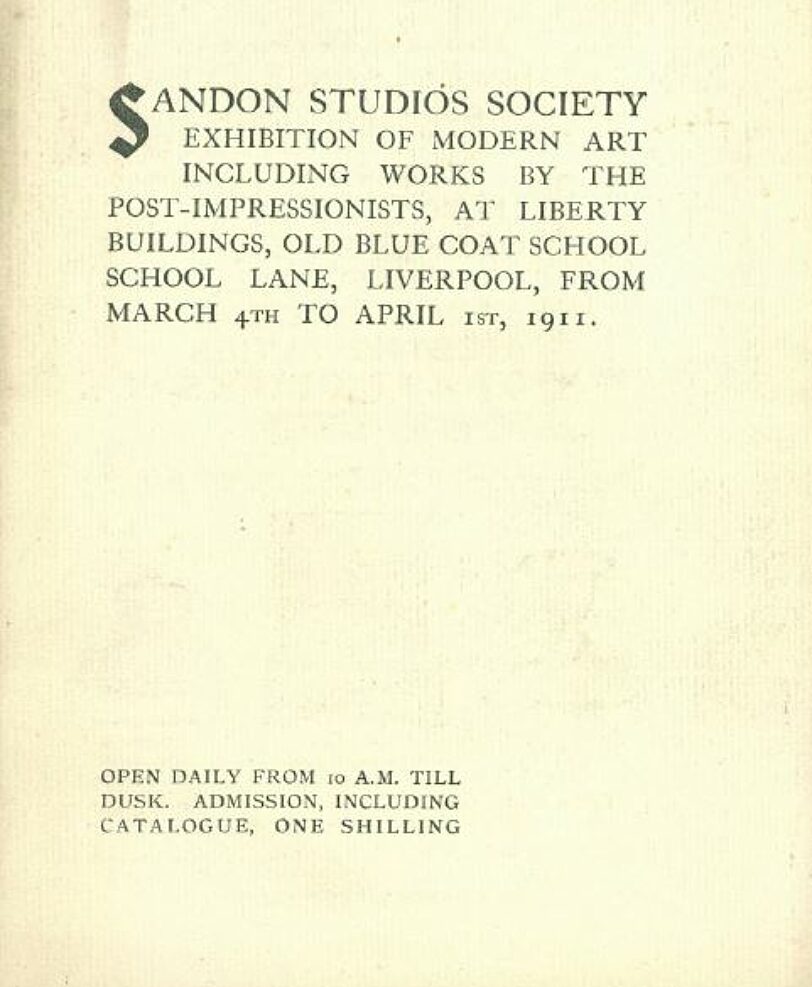 SANDON STUDIOS SOCIETY
EXHIBITION OF MODERN ART
INCLUDING WORKS BY THE
POST-IMPRESSIONISTS, AT LIBERTY
BUILDINGS, OLD BLUE COAT SCHOOL
SCHOOL LANE, LIVERPOOL, FROM
MARCH 4TH TO APRIL 1ST, 1911.
OPEN DAILY FROM 10 A.M. TILL
DUSK. ADMISSION, INCLUDING
CATALOGUE, ONE SHILLING